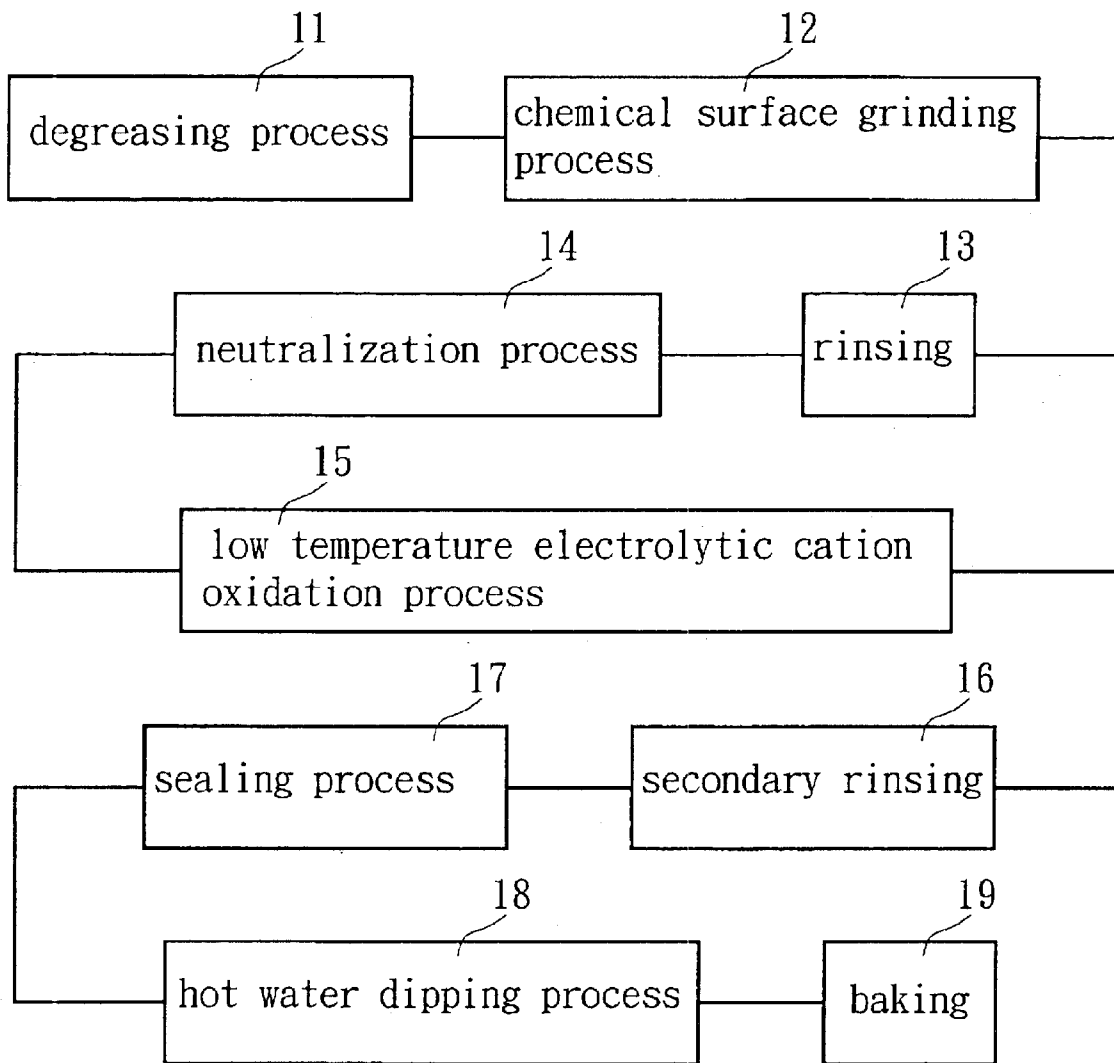 11
12
degreasing process
chemical surface grinding
process
14
13
neutralization process
rinsing
15
low temperature electrolytic cation
oxidation process
17
16
sealing process
secondary rinsing
18
19
hot water dipping process
baking